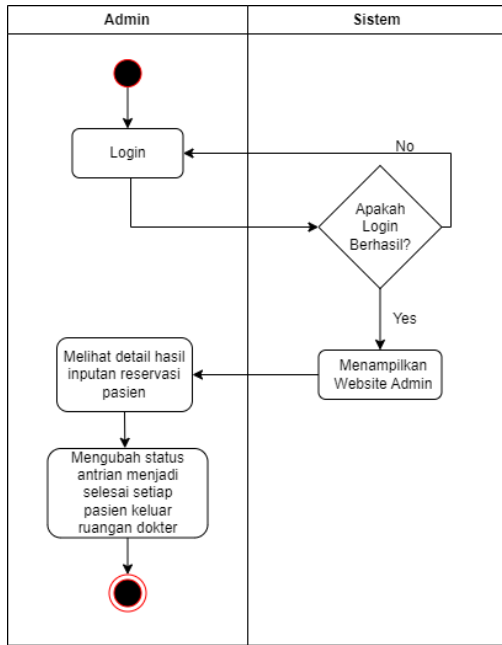 Admin
Sistem
Login
No
Apakah
Login
Berhasil?
Yes
Menampilkan
Website Admin
Melihat detail hasil
inputan reservasi
pasien
Mengubah status
antrian menjadi
selesai setiap
pasien keluar
ruangan dokter